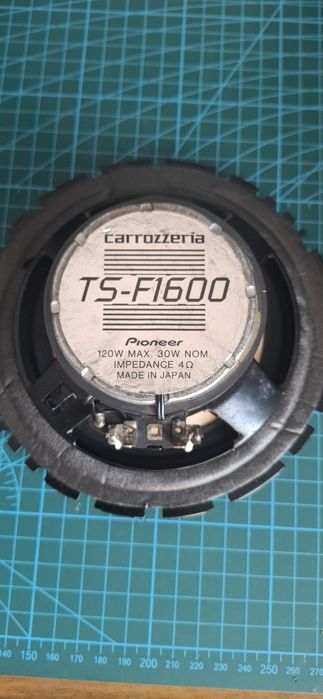 carrozzeria
TS-F1600
Pioneer
120W MAX. 30W NOM.
IMPEDANCE 4Ω
MADE IN JAPAN
140 150 160 170 180 190 200 210 220 230 240 250 260 270